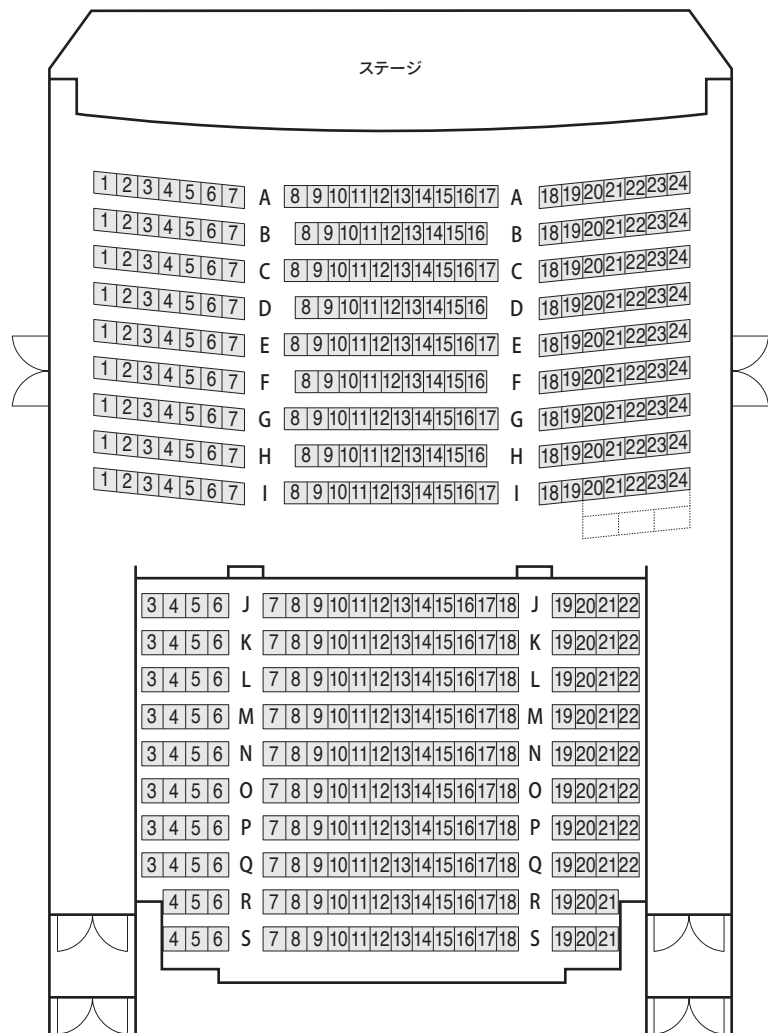 ステージ
1 2 3 4 5 6 7 A 8 9 10 11 12 13 14 15 16 17 A 18 19 20 21 22 23 24
1 2 3 4 5 6 7 B 8 9 10 11 12 13 14 15 16 B 18 19 20 21 22 23 24
1 2 3 4 5 6 7 C 8 9 10 11 12 13 14 15 16 17 C 18 19 20 21 22 23 24
1 2 3 4 5 6 7 D 8 9 10 11 12 13 14 15 16 D 18 19 20 21 22 23 24
1 2 3 4 5 6 7 E 8 9 10 11 12 13 14 15 16 17 E 18 19 20 21 22 23 24
1 2 3 4 5 6 7 F 8 9 10 11 12 13 14 15 16 F 18 19 20 21 22 23 24
1 2 3 4 5 6 7 G 8 9 10 11 12 13 14 15 16 17 G 18 19 20 21 22 23 24
1 2 3 4 5 6 7 H 8 9 10 11 12 13 14 15 16 H 18 19 20 21 22 23 24
1 2 3 4 5 6 7 I 8 9 10 11 12 13 14 15 16 17 I 18 19 20 21 22 23 24
3 4 5 6 J 7 8 9 10 11 12 13 14 15 16 17 18 J 19 20 21 22
3 4 5 6 K 7 8 9 10 11 12 13 14 15 16 17 18 K 19 20 21 22
3 4 5 6 L 7 8 9 10 11 12 13 14 15 16 17 18 L 19 20 21 22
3 4 5 6 M 7 8 9 10 11 12 13 14 15 16 17 18 M 19 20 21 22
3 4 5 6 N 7 8 9 10 11 12 13 14 15 16 17 18 N 19 20 21 22
3 4 5 6 O 7 8 9 10 11 12 13 14 15 16 17 18 O 19 20 21 22
3 4 5 6 P 7 8 9 10 11 12 13 14 15 16 17 18 P 19 20 21 22
3 4 5 6 Q 7 8 9 10 11 12 13 14 15 16 17 18 Q 19 20 21 22
4 5 6 R 7 8 9 10 11 12 13 14 15 16 17 18 R 19 20 21
4 5 6 S 7 8 9 10 11 12 13 14 15 16 17 18 S 19 20 21